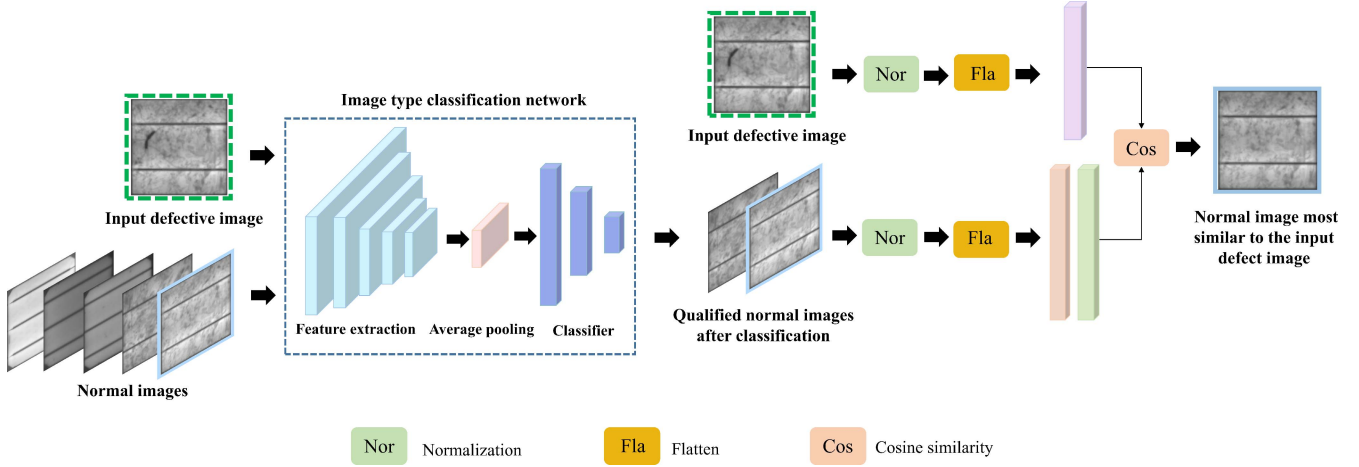 Image type classification network
Input defective image
Normal images
Feature extraction
Average pooling
Classifier
Input defective image
Nor
Fla
Qualified normal images
after classification
Nor
Fla
Cos
Normal image most
similar to the input
defect image
Nor
Normalization
Fla
Flatten
Cos
Cosine similarity